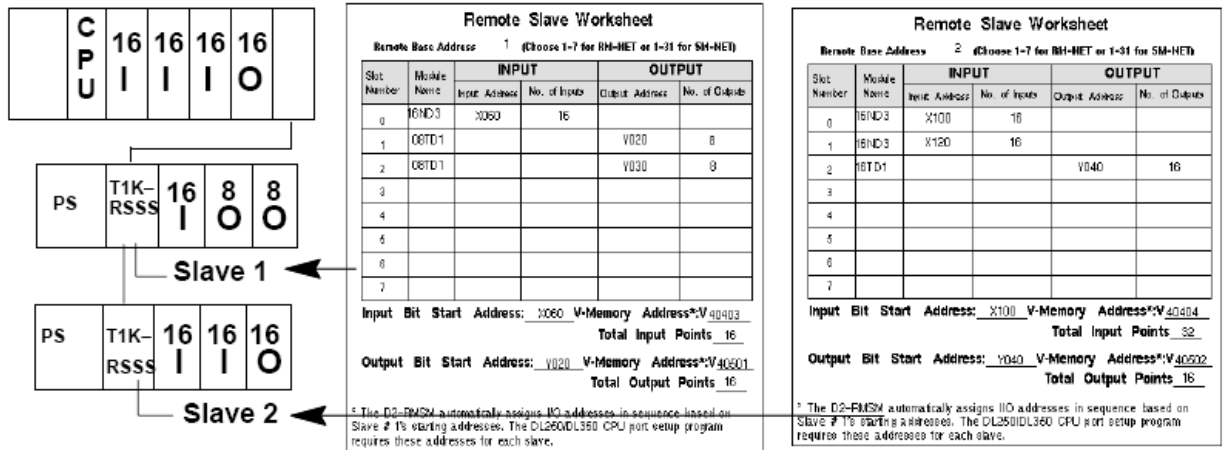 CPU 16 I 16 I 16 I 16 O
PS T1K–RSSS 16 I 8 O 8 O
Slave 1
PS T1K–RSSS 16 I 16 I 16 O
Slave 2
Remote Slave Worksheet
Remote Base Address 1 (Choose 1-7 for RM-NET or 1-31 for SM-NET)
Slot Number Module Name INPUT OUTPUT
Input Address No. of Inputs Output Address No. of Outputs
0 16ND3 X060 16
1 08TD1 Y020 8
2 08TD1 Y030 8
3
4
5
6
7
Input Bit Start Address: X060 V-Memory Address*:V 40403
Total Input Points 16
Output Bit Start Address: Y020 V-Memory Address*:V 40501
Total Output Points 16
* The D2-RMSM automatically assigns I/O addresses in sequence based on
Slave # 1's starting addresses. The DL250/DL350 CPU port setup program
requires these addresses for each slave.
Remote Slave Worksheet
Remote Base Address 2 (Choose 1-7 for RM-NET or 1-31 for SM-NET)
Slot Number Module Name INPUT OUTPUT
Input Address No. of Inputs Output Address No. of Outputs
0 16ND3 X100 16
1 16ND3 X120 16
2 16TD1 Y040 16
3
4
5
6
7
Input Bit Start Address: X100 V-Memory Address*:V 40404
Total Input Points 32
Output Bit Start Address: Y040 V-Memory Address*:V 40502
Total Output Points 16
* The D2-RMSM automatically assigns I/O addresses in sequence based on
Slave # 1's starting addresses. The DL250/DL350 CPU port setup program
requires these addresses for each slave.